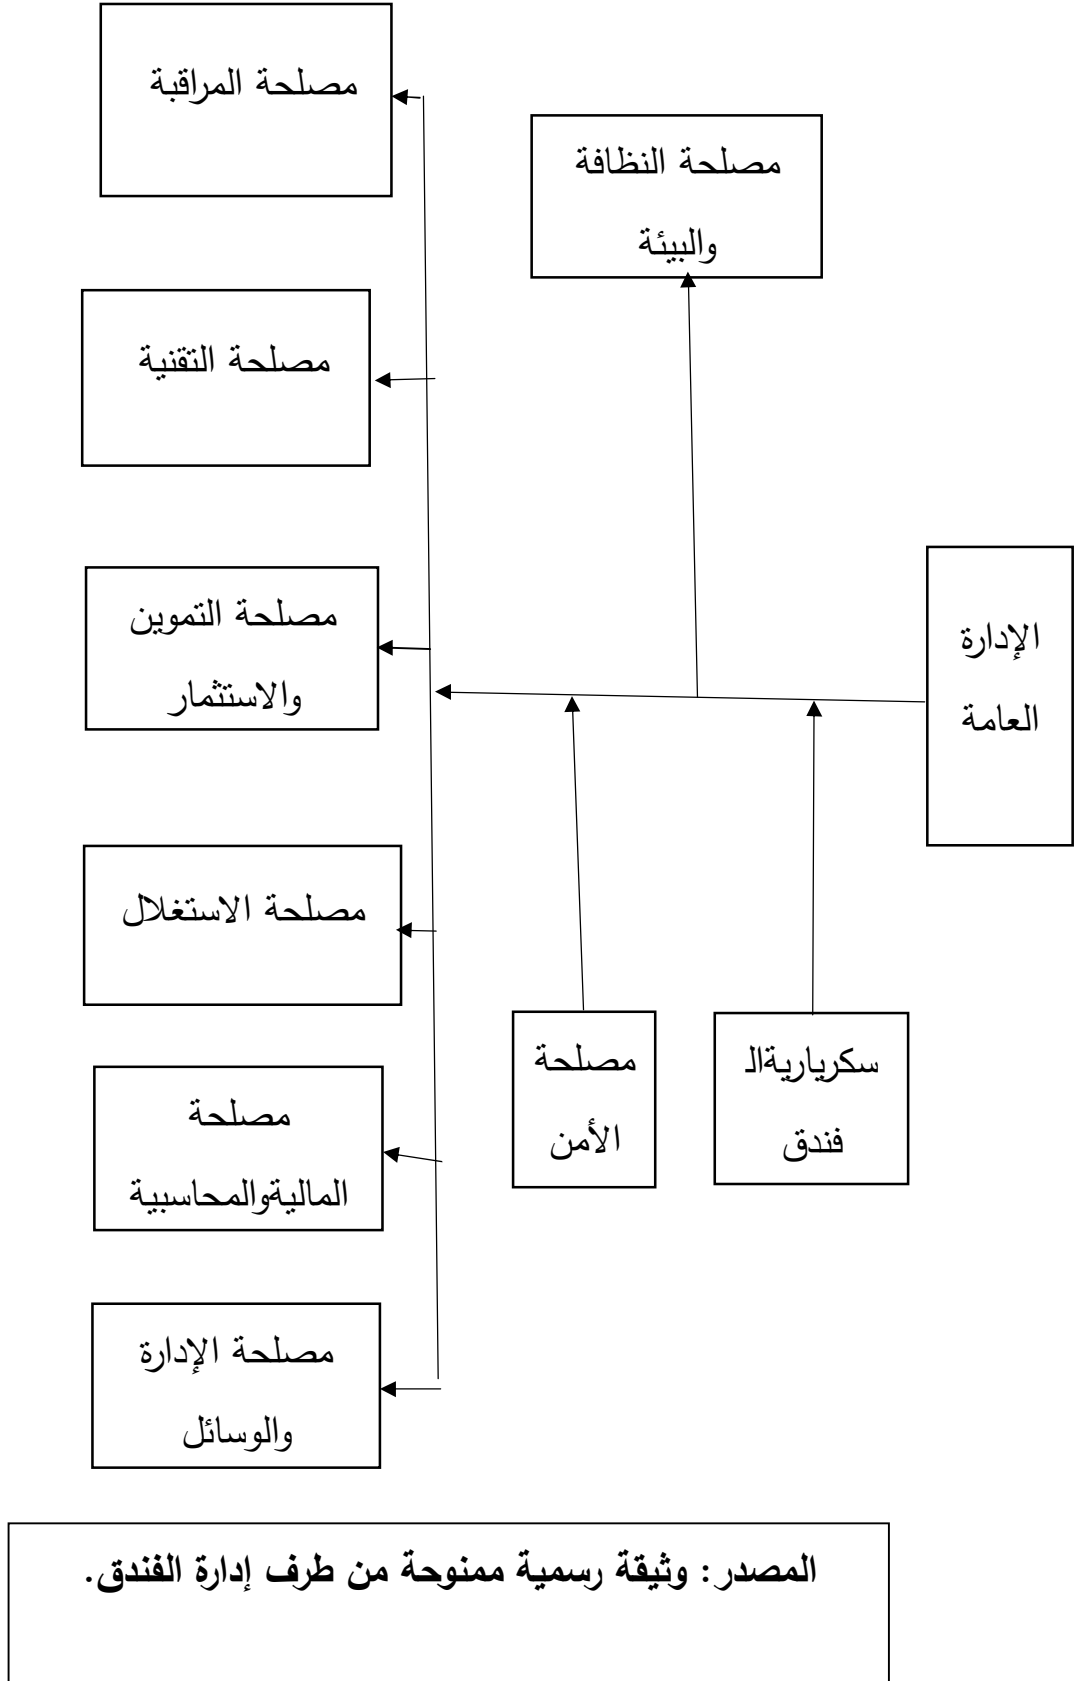 مصلحة المراقبة
مصلحة النظافة
والبيئة
مصلحة التقنية
الإدارة
العامة
مصلحة التموين
والاستثمار
مصلحة الاستغلال
سكرياريةالـ
فندق
مصلحة
الأمن
مصلحة
الماليةوالمحاسبية
مصلحة الإدارة
والوسائل
المصدر: وثيقة رسمية ممنوحة من طرف إدارة الفندق.